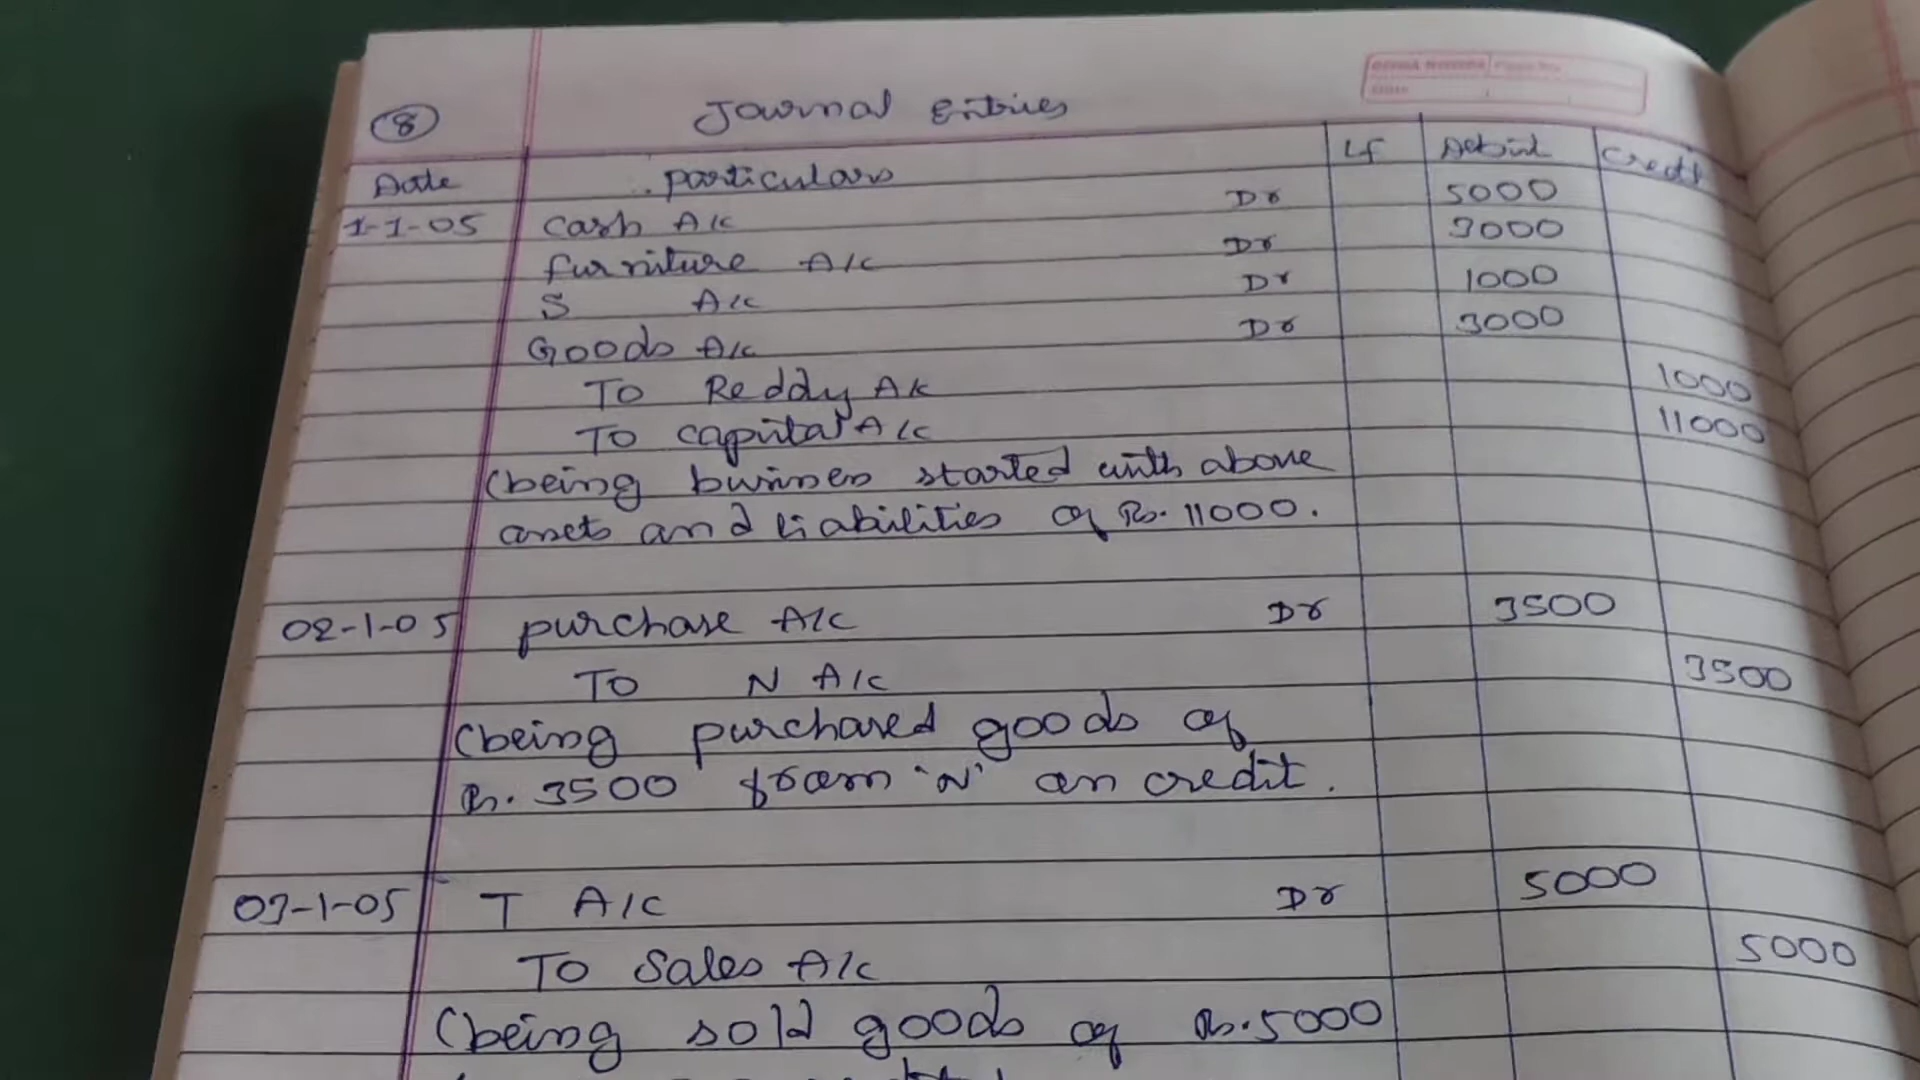 8 Journal Entries
Date particulars LF Debit Credit
1-1-05 Cash A/c Dr 5000
furniture A/c Dr 3000
S A/c Dr 1000
Goods A/c Dr 3000
To Reddy A/c 1000
To capital A/c 11000
(being business started with above
assets and liabilities of Rs. 11000.
02-1-05 purchase A/c Dr 3500
To N A/c 3500
(being purchased goods of
Rs. 3500 from 'N' on credit.
03-1-05 T A/c Dr 5000
To Sales A/c 5000
(being sold goods of Rs. 5000